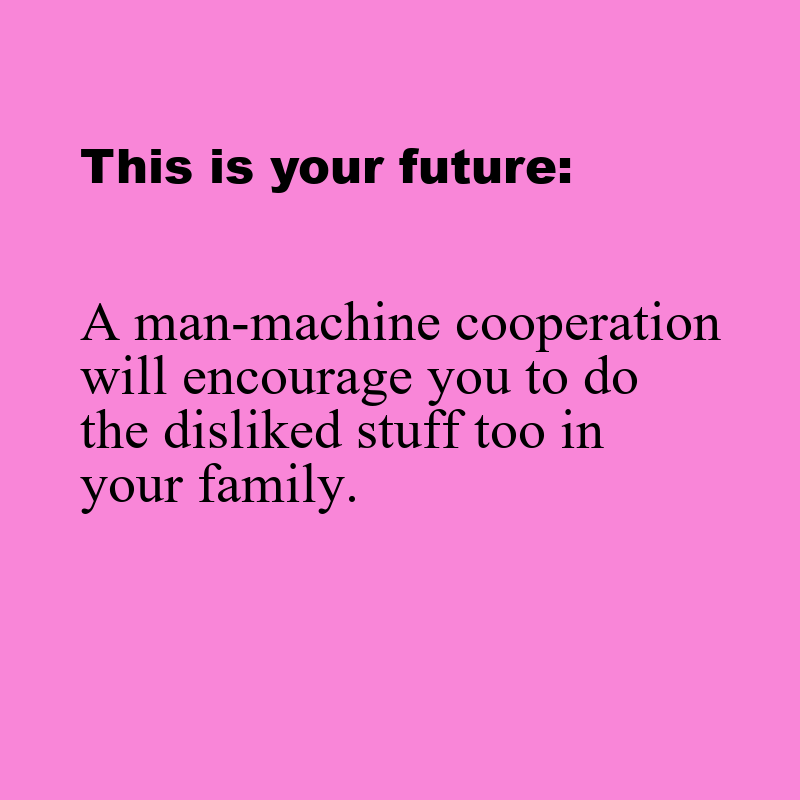 This is your future:
A man-machine cooperation
will encourage you to do
the disliked stuff too in
your family.